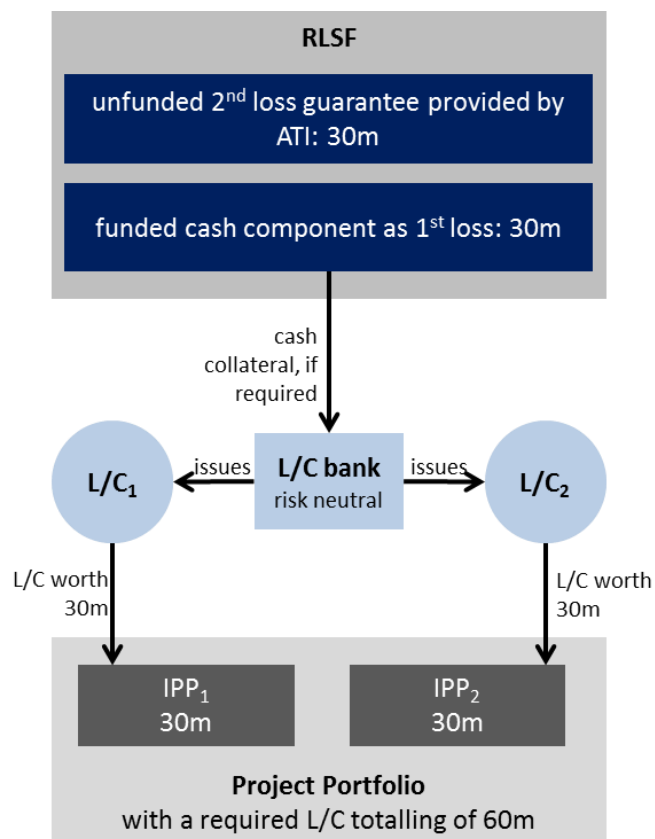 RLSF
unfunded 2nd loss guarantee provided by
ATI: 30m
funded cash component as 1st loss: 30m
cash
collateral, if
required
L/C1
issues
L/C bank
risk neutral
issues
L/C2
L/C worth
30m
L/C worth
30m
IPP1
30m
IPP2
30m
Project Portfolio
with a required L/C totalling of 60m